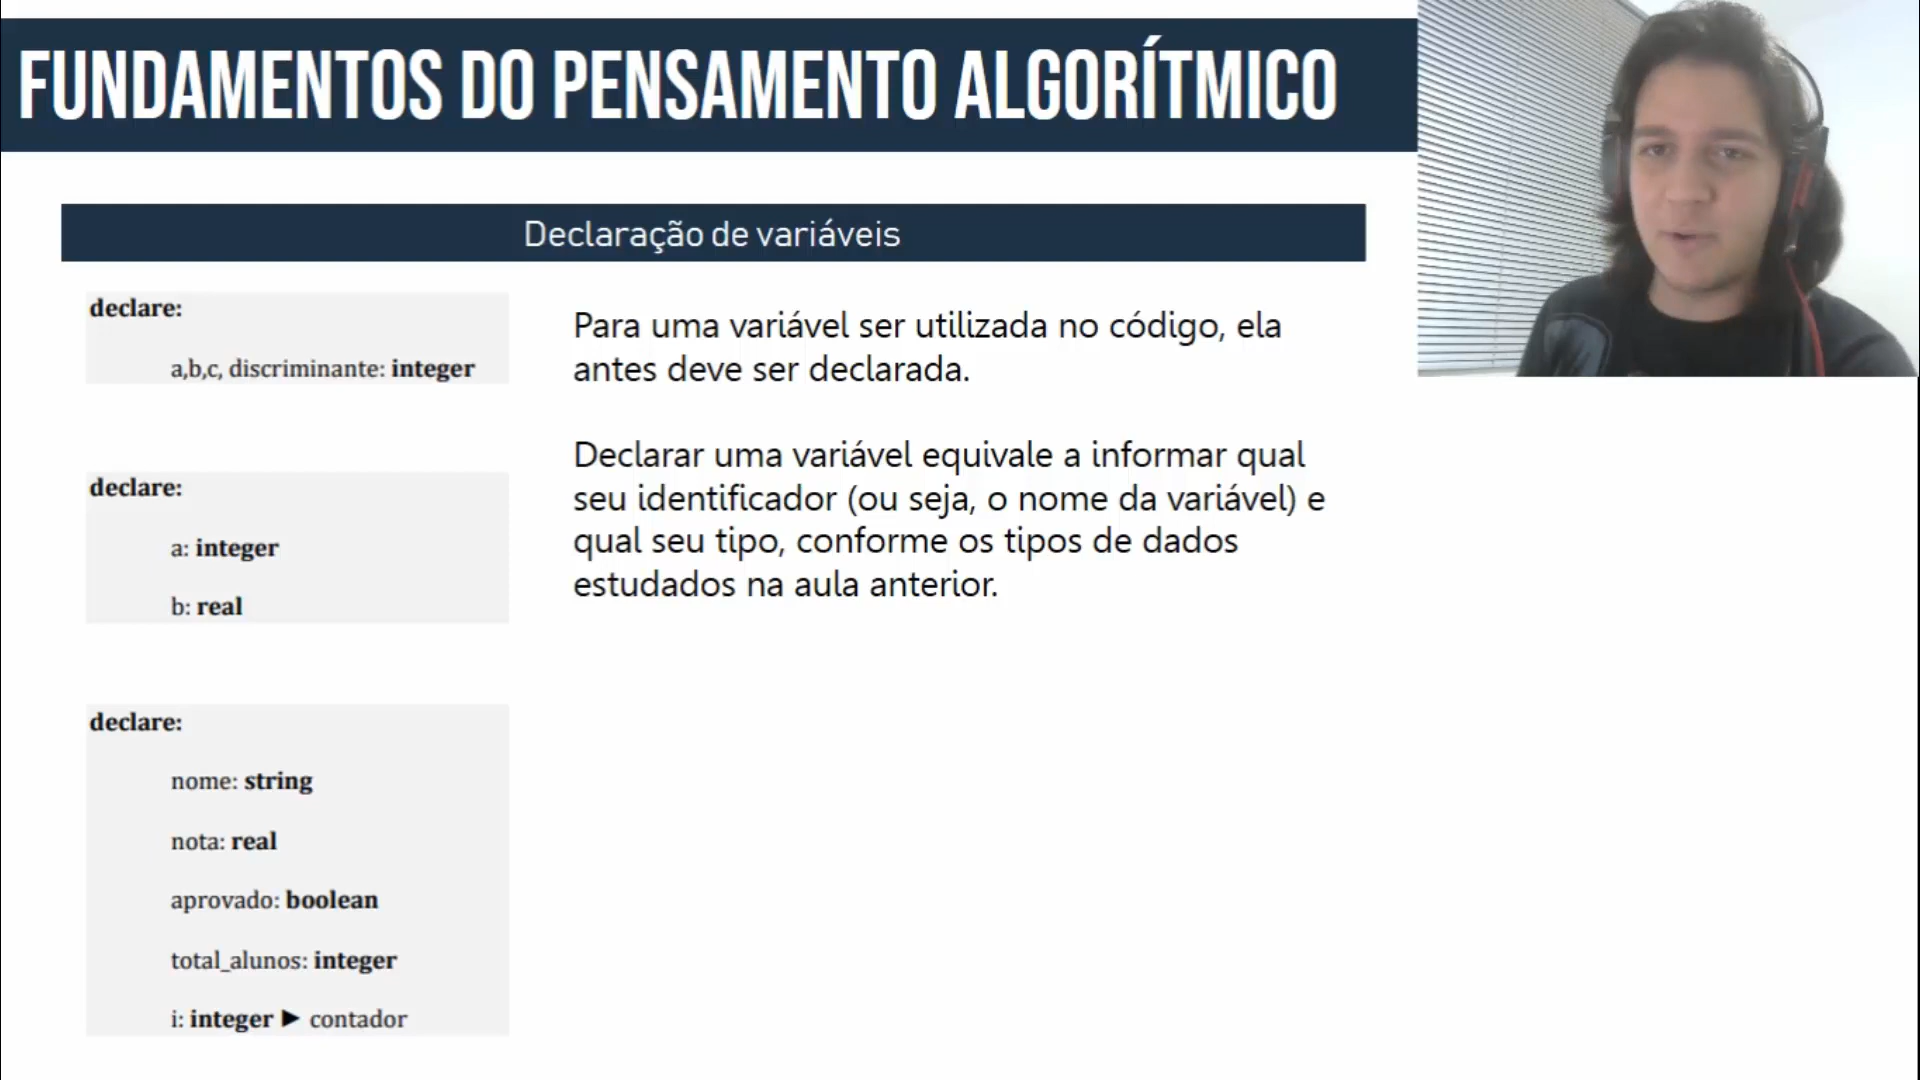 FUNDAMENTOS DO PENSAMENTO ALGORÍTMICO
Declaração de variáveis
declare:
a,b,c, discriminante: integer
declare:
a: integer
b: real
declare:
nome: string
nota: real
aprovado: boolean
total_alunos: integer
i: integer ► contador
Para uma variável ser utilizada no código, ela
antes deve ser declarada.
Declarar uma variável equivale a informar qual
seu identificador (ou seja, o nome da variável) e
qual seu tipo, conforme os tipos de dados
estudados na aula anterior.